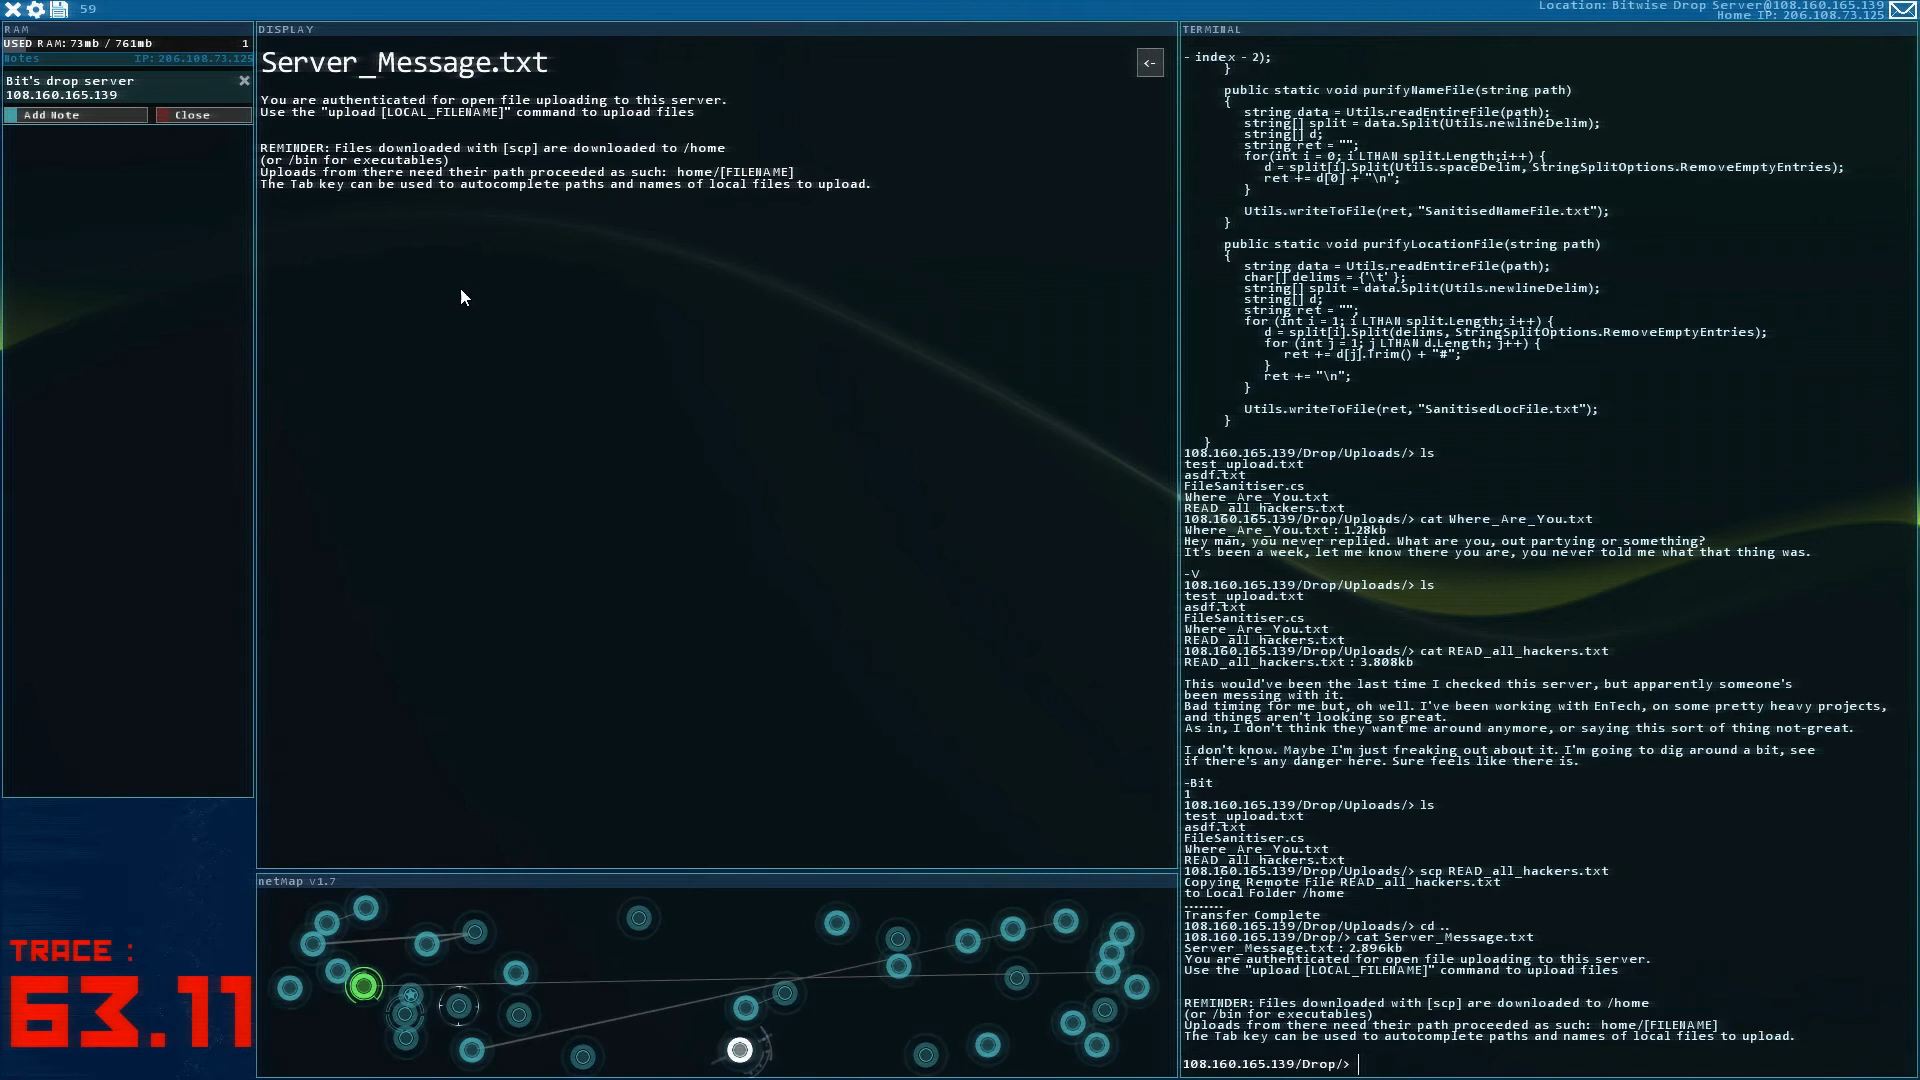 59
Location: Bitwise Drop Server@108.160.165.139
Home IP: 206.108.73.125
RAM
USED RAM: 73mb / 761mb 1
Notes IP: 206.108.73.125
Bit's drop server
108.160.165.139
Add Note Close
DISPLAY
Server_Message.txt
<-
You are authenticated for open file uploading to this server.
Use the "upload [LOCAL_FILENAME]" command to upload files
REMINDER: Files downloaded with [scp] are downloaded to /home
(or /bin for executables)
Uploads from there need their path proceeded as such: home/[FILENAME]
The Tab key can be used to autocomplete paths and names of local files to upload.
netMap v1.7
TRACE :
63.11
TERMINAL
- index - 2);
}
public static void purifyNameFile(string path)
{
string data = Utils.readEntireFile(path);
string[] split = data.Split(Utils.newlineDelim);
string[] d;
string ret = "";
for(int i = 0; i LTHAN split.Length;i++) {
d = split[i].Split(Utils.spaceDelim, StringSplitOptions.RemoveEmptyEntries);
ret += d[0] + "\n";
}
Utils.writeToFile(ret, "SanitisedNameFile.txt");
}
public static void purifyLocationFile(string path)
{
string data = Utils.readEntireFile(path);
char[] delims = {'\t' };
string[] split = data.Split(Utils.newlineDelim);
string[] d;
string ret = "";
for (int i = 1; i LTHAN split.Length; i++) {
d = split[i].Split(delims, StringSplitOptions.RemoveEmptyEntries);
for (int j = 1; j LTHAN d.Length; j++) {
ret += d[j].Trim() + "#";
}
ret += "\n";
}
Utils.writeToFile(ret, "SanitisedLocFile.txt");
}
}
108.160.165.139/Drop/Uploads/> ls
test_upload.txt
asdf.txt
FileSanitiser.cs
Where_Are_You.txt
READ_all_hackers.txt
108.160.165.139/Drop/Uploads/> cat Where_Are_You.txt
Where_Are_You.txt : 1.28kb
Hey man, you never replied. What are you, out partying or something?
It's been a week, let me know there you are, you never told me what that thing was.
-V
108.160.165.139/Drop/Uploads/> ls
test_upload.txt
asdf.txt
FileSanitiser.cs
Where_Are_You.txt
READ_all_hackers.txt
108.160.165.139/Drop/Uploads/> cat READ_all_hackers.txt
READ_all_hackers.txt : 3.808kb
This would've been the last time I checked this server, but apparently someone's
been messing with it.
Bad timing for me but, oh well. I've been working with EnTech, on some pretty heavy projects,
and things aren't looking so great.
As in, I don't think they want me around anymore, or saying this sort of thing not-great.
I don't know. Maybe I'm just freaking out about it. I'm going to dig around a bit, see
if there's any danger here. Sure feels like there is.
-Bit
1
108.160.165.139/Drop/Uploads/> ls
test_upload.txt
asdf.txt
FileSanitiser.cs
Where_Are_You.txt
READ_all_hackers.txt
108.160.165.139/Drop/Uploads/> scp READ_all_hackers.txt
Copying Remote File READ_all_hackers.txt
to Local Folder /home
........
Transfer Complete
108.160.165.139/Drop/Uploads/> cd ..
108.160.165.139/Drop/> cat Server_Message.txt
Server_Message.txt : 2.896kb
You are authenticated for open file uploading to this server.
Use the "upload [LOCAL_FILENAME]" command to upload files
REMINDER: Files downloaded with [scp] are downloaded to /home
(or /bin for executables)
Uploads from there need their path proceeded as such: home/[FILENAME]
The Tab key can be used to autocomplete paths and names of local files to upload.
108.160.165.139/Drop/>